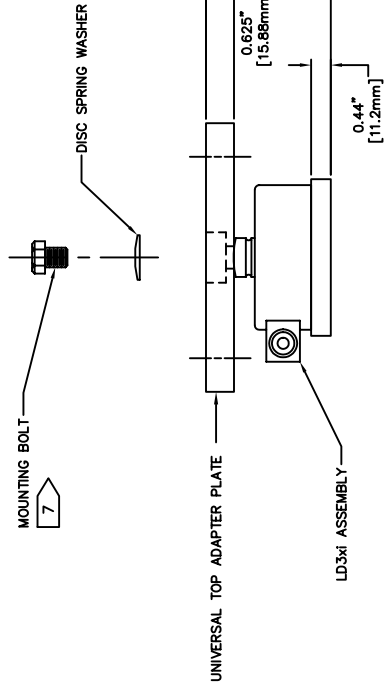 MOUNTING BOLT
7
DISC SPRING WASHER
UNIVERSAL TOP ADAPTER PLATE
0.625"
[15.88mm
LD3xi ASSEMBLY
0.44"
[11.2mm]